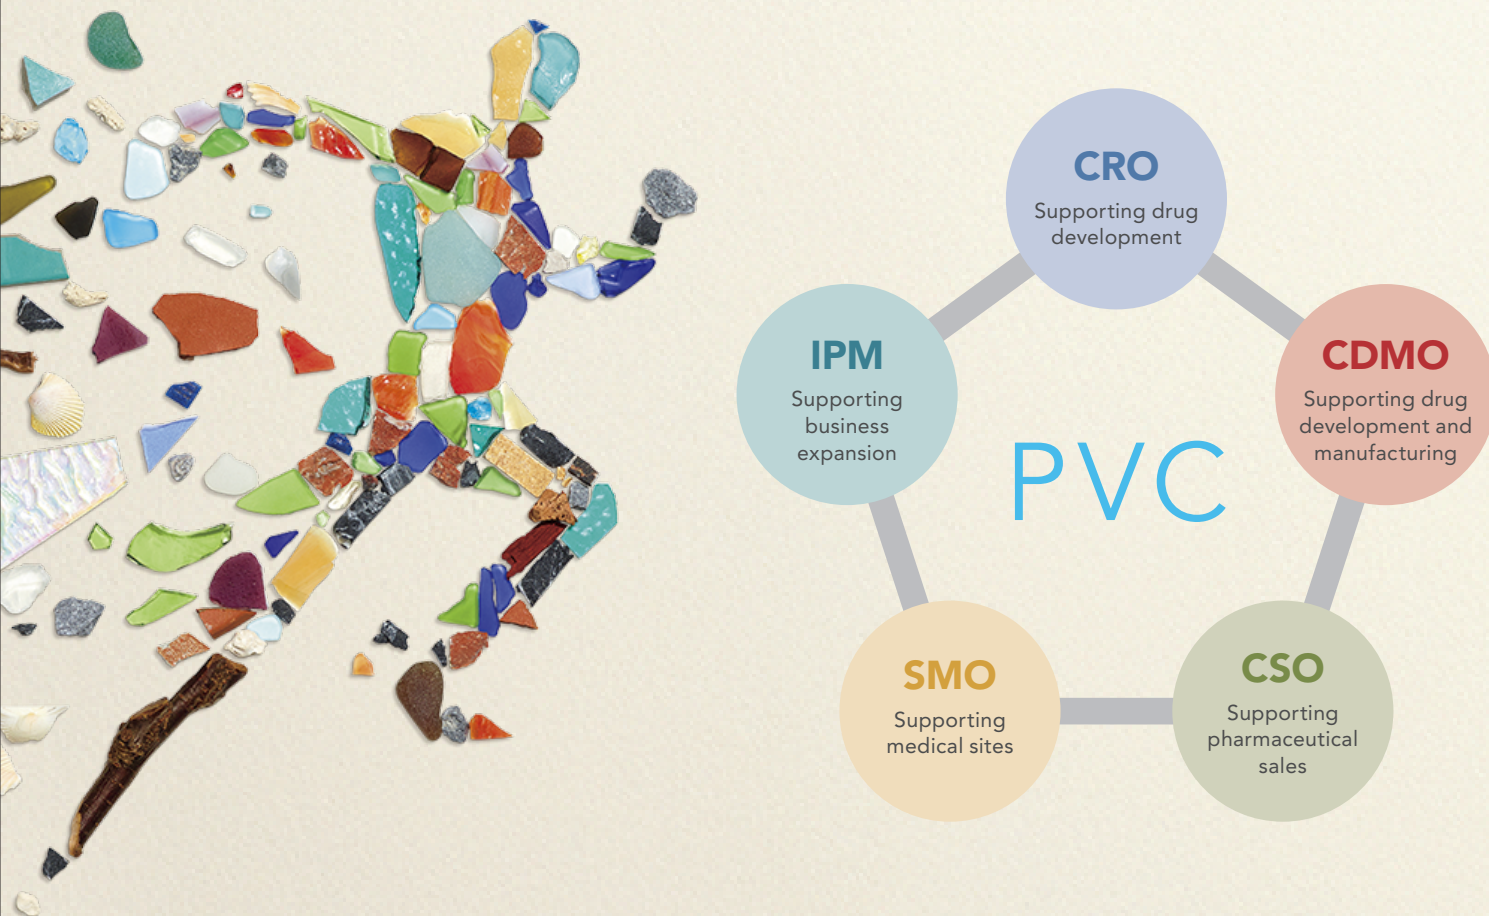 CRO
Supporting drug
development
IPM
Supporting
business
expansion
CDMO
Supporting drug
development and
manufacturing
PVC
SMO
Supporting
medical sites
CSO
Supporting
pharmaceutical
sales